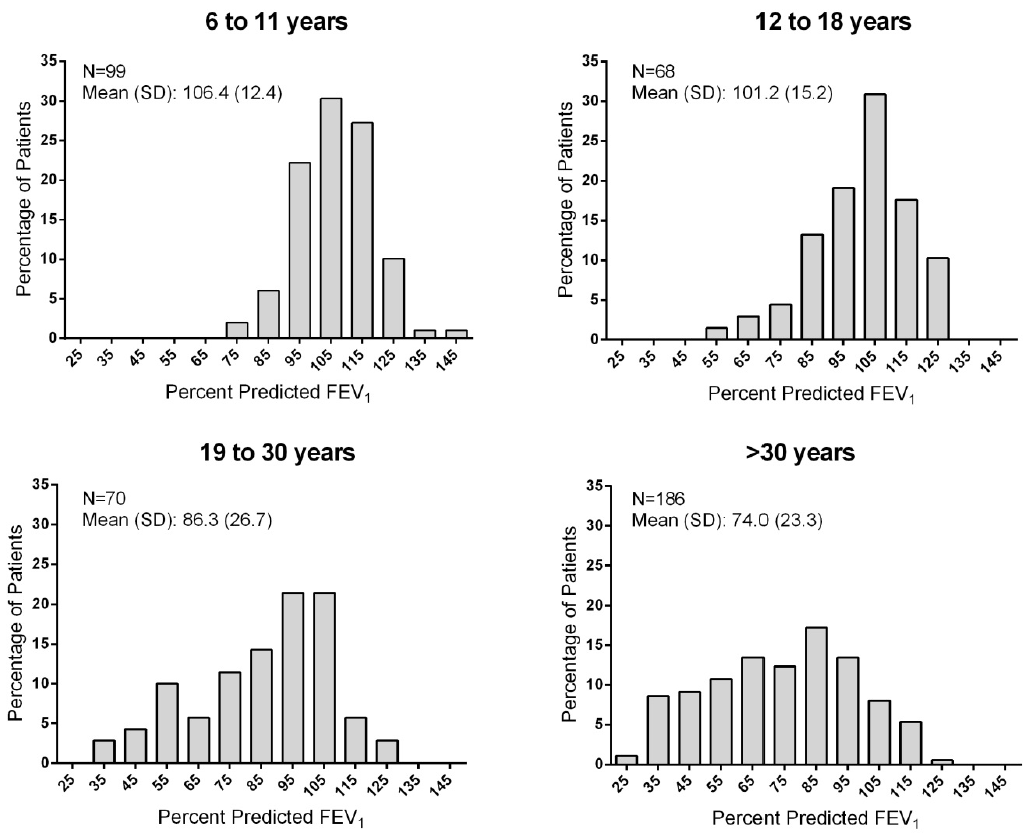 6 to 11 years
N=99
Mean (SD): 106.4 (12.4)
Percentage of Patients
35
30
25
20
15
10
5
0
25 35 45 55 65 75 85 95 105 115 125 135 145
Percent Predicted FEV₁
12 to 18 years
N=68
Mean (SD): 101.2 (15.2)
Percentage of Patients
35
30
25
20
15
10
5
0
25 35 45 55 65 75 85 95 105 115 125 135 145
Percent Predicted FEV₁
19 to 30 years
N=70
Mean (SD): 86.3 (26.7)
Percentage of Patients
35
30
25
20
15
10
5
0
25 35 45 55 65 75 85 95 105 115 125 135 145
Percent Predicted FEV₁
>30 years
N=186
Mean (SD): 74.0 (23.3)
Percentage of Patients
35
30
25
20
15
10
5
0
25 35 45 55 65 75 85 95 105 115 125 135 145
Percent Predicted FEV₁